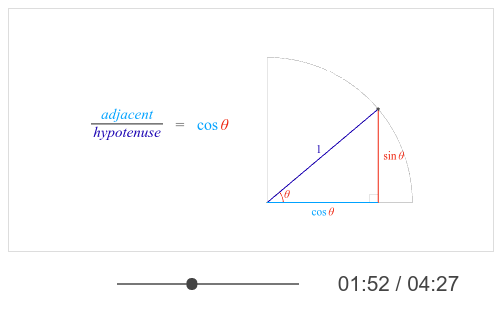 adjacent
hypotenuse
= cos θ
1
sin θ
θ
cos θ
01:52 / 04:27